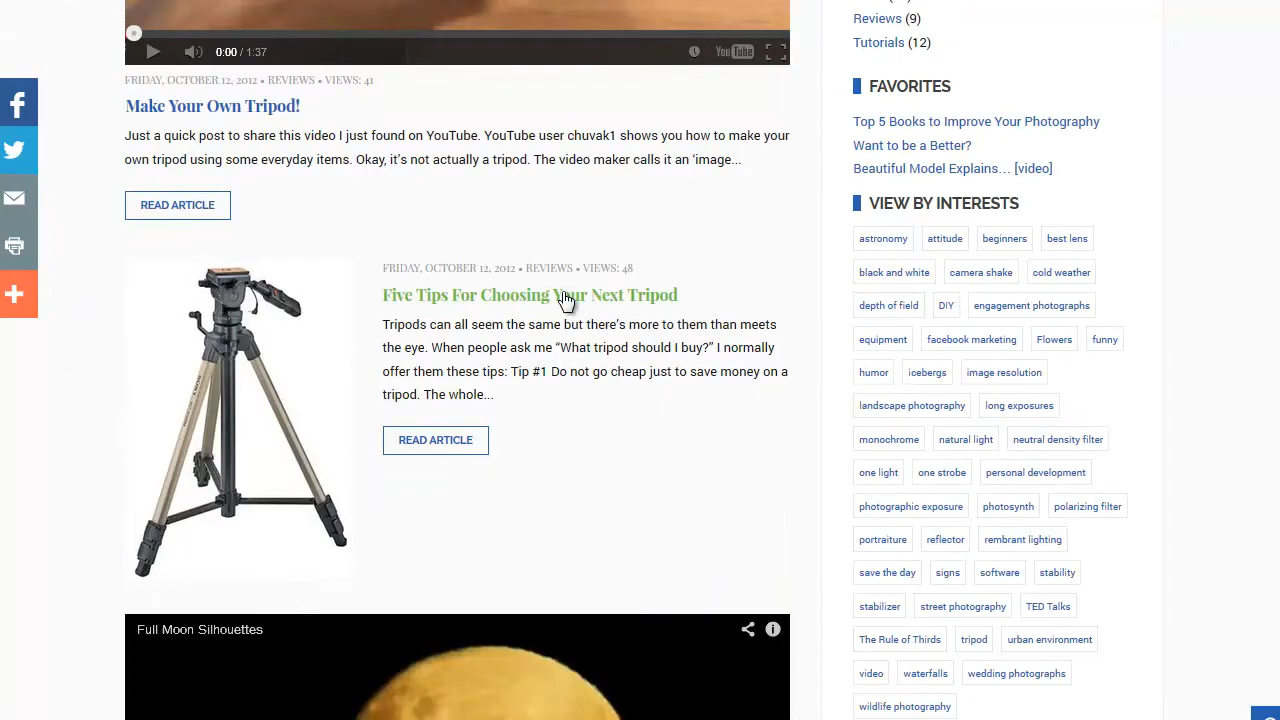 0:00 / 1:37
YouTube
FRIDAY, OCTOBER 12, 2012 • REVIEWS • VIEWS: 41
Make Your Own Tripod!
Just a quick post to share this video I just found on YouTube. YouTube user chuvak1 shows you how to make your
own tripod using some everyday items. Okay, it’s not actually a tripod. The video maker calls it an ‘image...
READ ARTICLE
FRIDAY, OCTOBER 12, 2012 • REVIEWS • VIEWS: 48
Five Tips For Choosing Your Next Tripod
Tripods can all seem the same but there’s more to them than meets
the eye. When people ask me “What tripod should I buy?” I normally
offer them these tips: Tip #1 Do not go cheap just to save money on a
tripod. The whole...
READ ARTICLE
Full Moon Silhouettes
Reviews (9)
Tutorials (12)
FAVORITES
Top 5 Books to Improve Your Photography
Want to be a Better?
Beautiful Model Explains… [video]
VIEW BY INTERESTS
astronomy attitude beginners best lens
black and white camera shake cold weather
depth of field DIY engagement photographs
equipment facebook marketing Flowers funny
humor icebergs image resolution
landscape photography long exposures
monochrome natural light neutral density filter
one light one strobe personal development
photographic exposure photosynth polarizing filter
portraiture reflector rembrant lighting
save the day signs software stability
stabilizer street photography TED Talks
The Rule of Thirds tripod urban environment
video waterfalls wedding photographs
wildlife photography